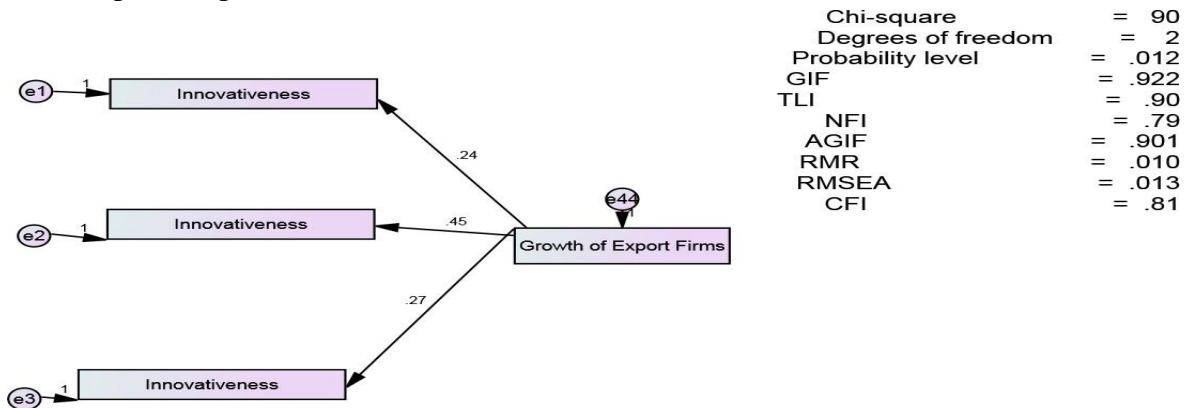 Chi-square = 90
Degrees of freedom = 2
Probability level = .012
GIF = .922
TLI = .90
NFI = .79
AGIF = .901
RMR = .010
RMSEA = .013
CFI = .81
e1 1 Innovativeness
.24
e44
1
e2 1 Innovativeness .45 Growth of Export Firms
.27
e3 1 Innovativeness